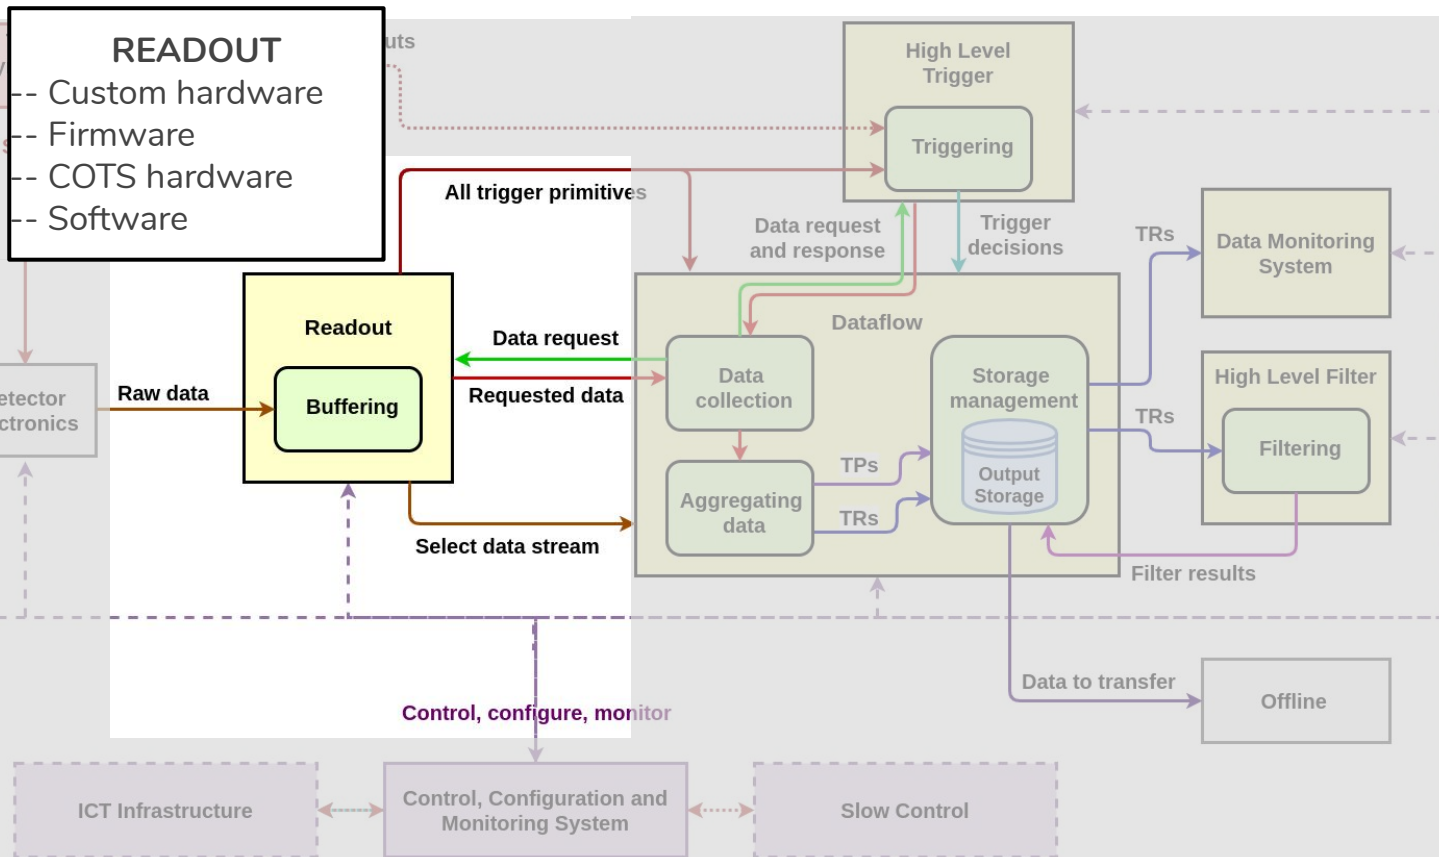 READOUT
-- Custom hardware
-- Firmware
-- COTS hardware
-- Software
uts
High Level
Trigger
Triggering
All trigger primitives
Data request
and response
Trigger
decisions
TRs
Data Monitoring
System
Readout
Buffering
Raw data
Data request
Requested data
Select data stream
etector
ctronics
Dataflow
Data
collection
Aggregating
data
TPs
TRs
Storage
management
Output
Storage
TRs
High Level Filter
Filtering
Filter results
Data to transfer
Offline
Control, configure, monitor
ICT Infrastructure
Control, Configuration and
Monitoring System
Slow Control